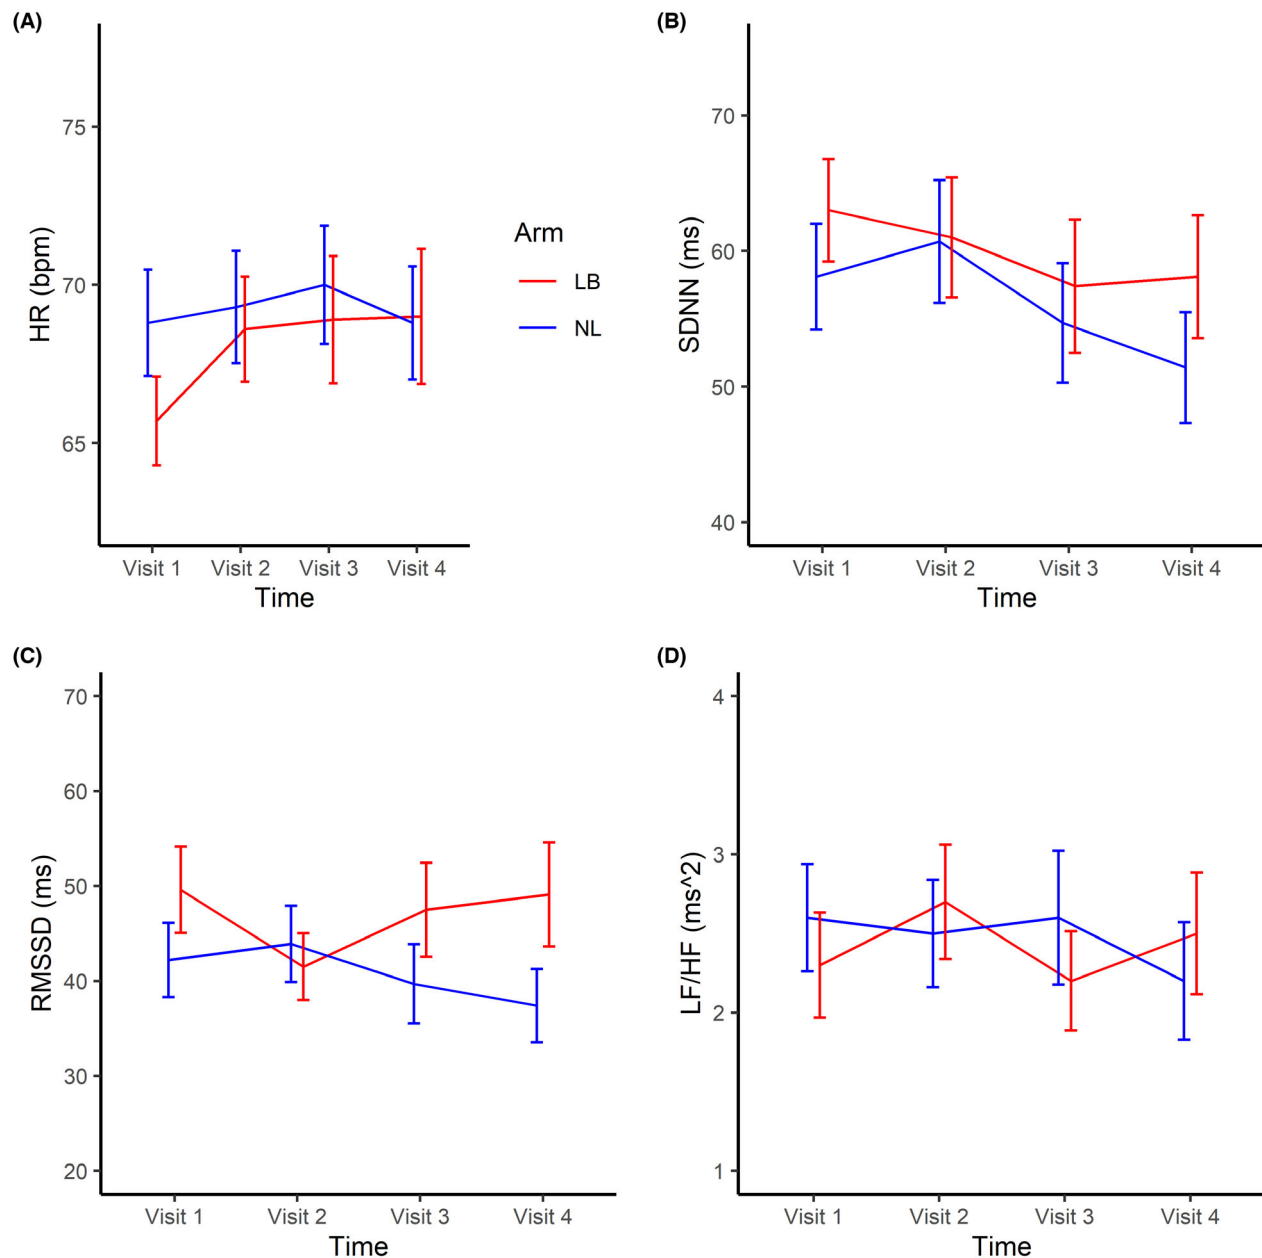 (A)
HR (bpm)
75
70
65
Visit 1 Visit 2 Visit 3 Visit 4
Time
Arm
LB
NL
(B)
SDNN (ms)
70
60
50
40
Visit 1 Visit 2 Visit 3 Visit 4
Time
(C)
RMSSD (ms)
70
60
50
40
30
20
Visit 1 Visit 2 Visit 3 Visit 4
Time
(D)
LF/HF (ms^2)
4
3
2
1
Visit 1 Visit 2 Visit 3 Visit 4
Time